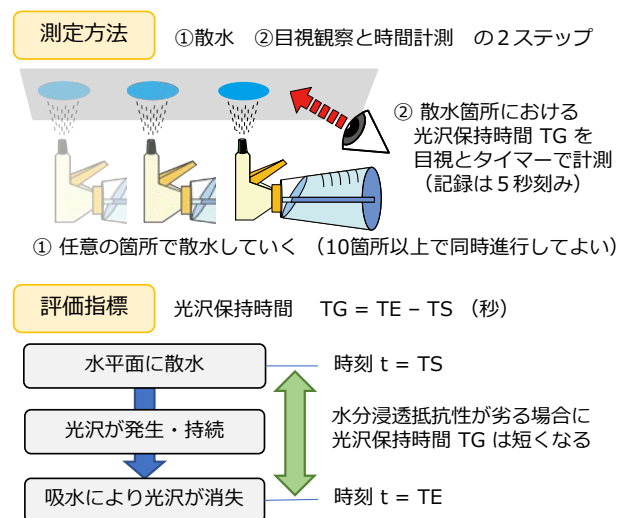 測定方法 ①散水 ②目視観察と時間計測 の２ステップ
② 散水箇所における
光沢保持時間 TG を
目視とタイマーで計測
（記録は５秒刻み）
① 任意の箇所で散水していく （10箇所以上で同時進行してよい）
評価指標 光沢保持時間 TG = TE – TS （秒）
水平面に散水 時刻 t = TS
光沢が発生・持続
水分浸透抵抗性が劣る場合に
光沢保持時間 TG は短くなる
吸水により光沢が消失 時刻 t = TE